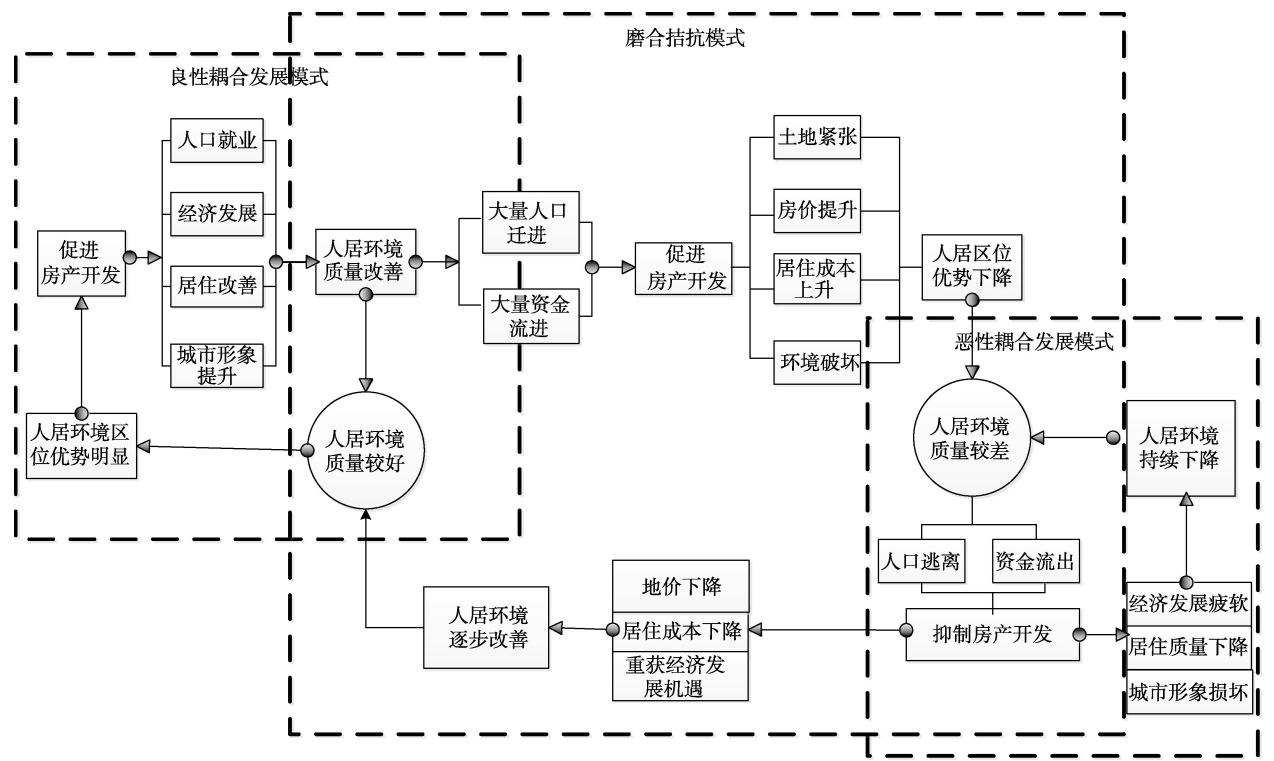 磨合拮抗模式
良性耦合发展模式
人口就业
经济发展
居住改善
城市形象
提升
促进
房产开发
人居环境
质量改善
大量人口
迁进
大量资金
流进
促进
房产开发
土地紧张
房价提升
居住成本
上升
环境破坏
人居区位
优势下降
恶性耦合发展模式
人居环境区
位优势明显
人居环境
质量较好
人居环境
质量较差
人居环境
持续下降
人口逃离
资金流出
抑制房产开发
经济发展疲软
居住质量下降
城市形象损坏
地价下降
居住成本下降
重获经济发
展机遇
人居环境
逐步改善